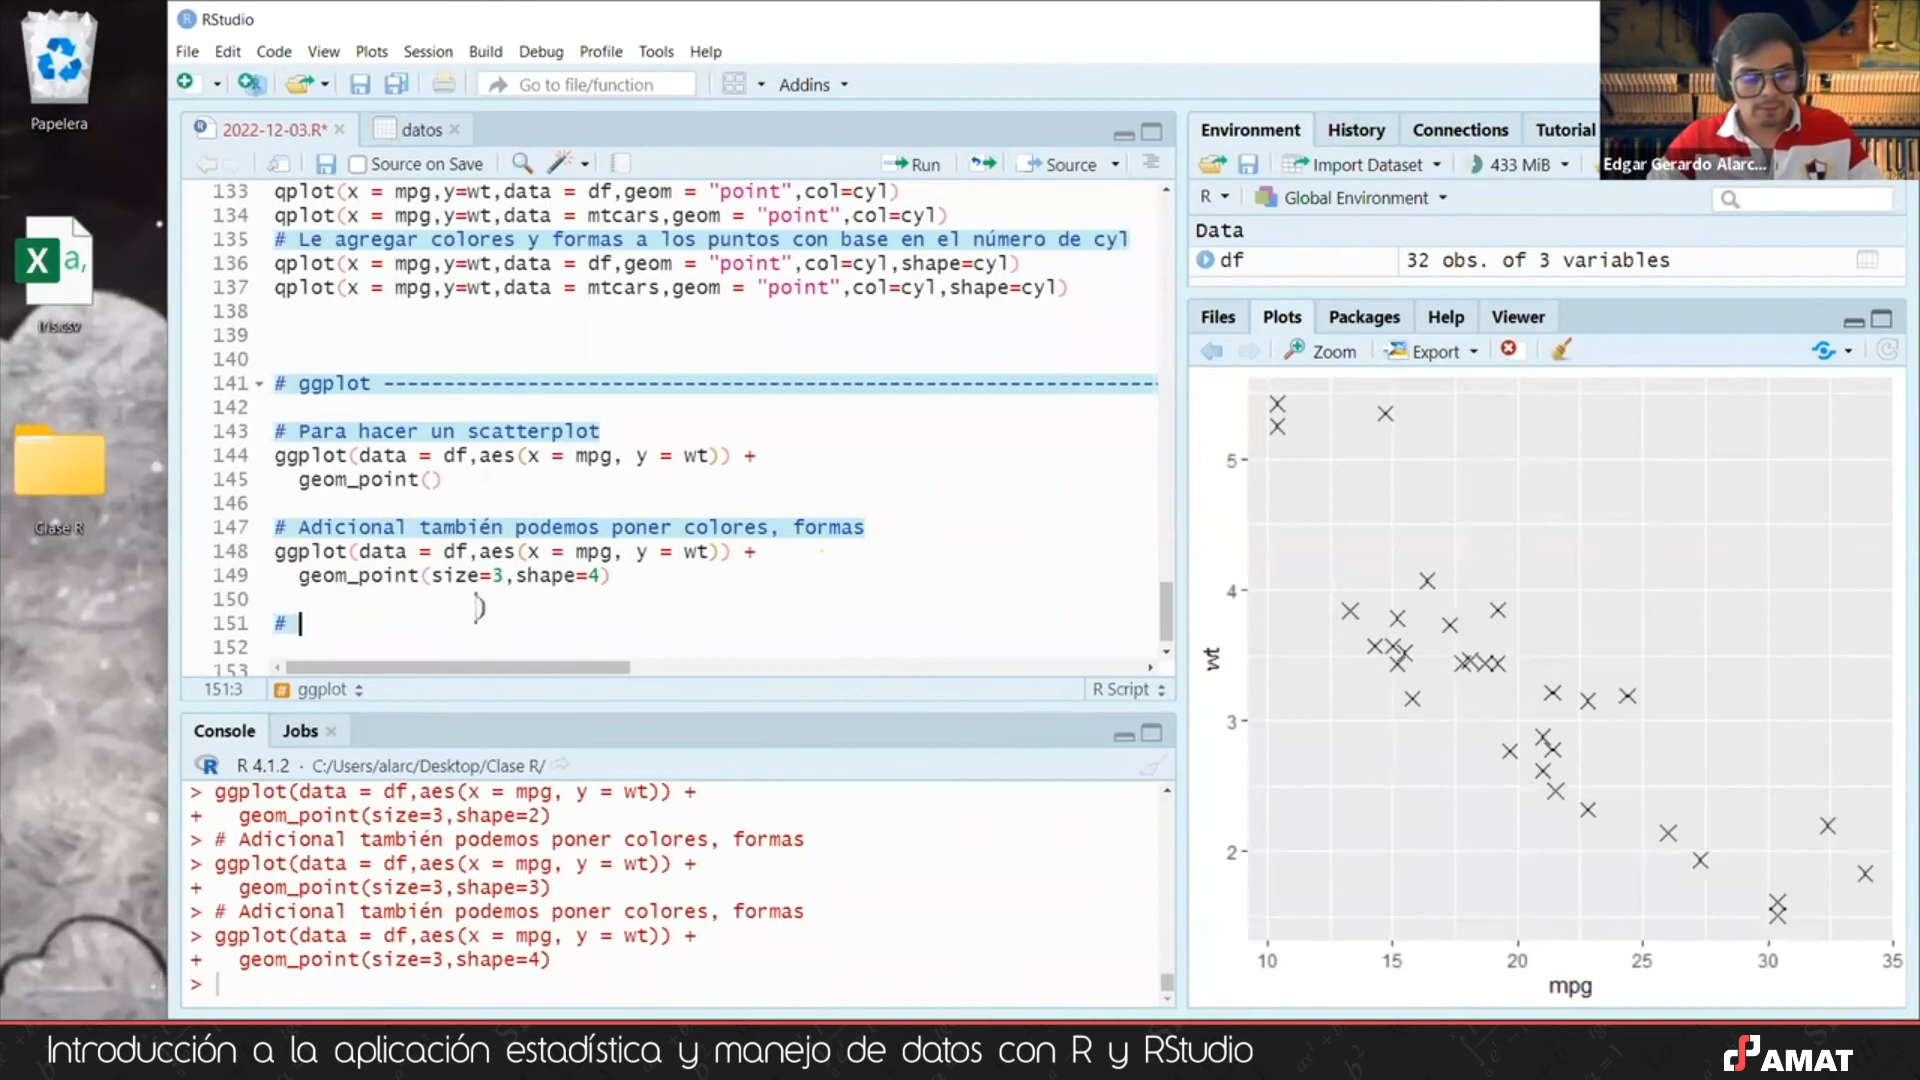 RStudio
File Edit Code View Plots Session Build Debug Profile Tools Help
Go to file/function
Addins
Papelera
Iris.csv
Clase R
2022-12-03.R*
datos
Source on Save
Run
Source
133 qplot(x = mpg,y=wt,data = df,geom = "point",col=cyl)
134 qplot(x = mpg,y=wt,data = mtcars,geom = "point",col=cyl)
135 # Le agregar colores y formas a los puntos con base en el número de cyl
136 qplot(x = mpg,y=wt,data = df,geom = "point",col=cyl,shape=cyl)
137 qplot(x = mpg,y=wt,data = mtcars,geom = "point",col=cyl,shape=cyl)
138
139
140
141 # ggplot ----------------------------------------------------------------
142
143 # Para hacer un scatterplot
144 ggplot(data = df,aes(x = mpg, y = wt)) +
145 geom_point()
146
147 # Adicional también podemos poner colores, formas
148 ggplot(data = df,aes(x = mpg, y = wt)) +
149 geom_point(size=3,shape=4)
150
151 #
152
153
151:3
# ggplot
R Script
Console Jobs
R 4.1.2 · C:/Users/alarc/Desktop/Clase R/
> ggplot(data = df,aes(x = mpg, y = wt)) +
+ geom_point(size=3,shape=2)
> # Adicional también podemos poner colores, formas
> ggplot(data = df,aes(x = mpg, y = wt)) +
+ geom_point(size=3,shape=3)
> # Adicional también podemos poner colores, formas
> ggplot(data = df,aes(x = mpg, y = wt)) +
+ geom_point(size=3,shape=4)
>
Environment History Connections Tutorial
Import Dataset
433 MiB
Edgar Gerardo Alarc...
R
Global Environment
Data
df 32 obs. of 3 variables
Files Plots Packages Help Viewer
Zoom
Export
wt
5
4
3
2
10 15 20 25 30 35
mpg
Introducción a la aplicación estadística y manejo de datos con R y RStudio
AMAT